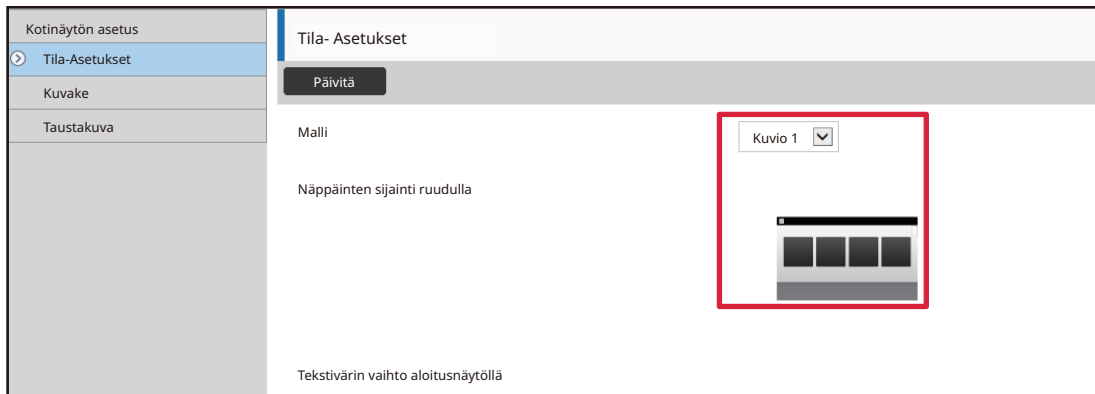 Kotinäytön asetus
Tila-Asetukset
Kuvake
Taustakuva
Tila- Asetukset
Päivitä
Malli
Kuvio 1
Näppäinten sijainti ruudulla
Tekstivärin vaihto aloitusnäytöllä